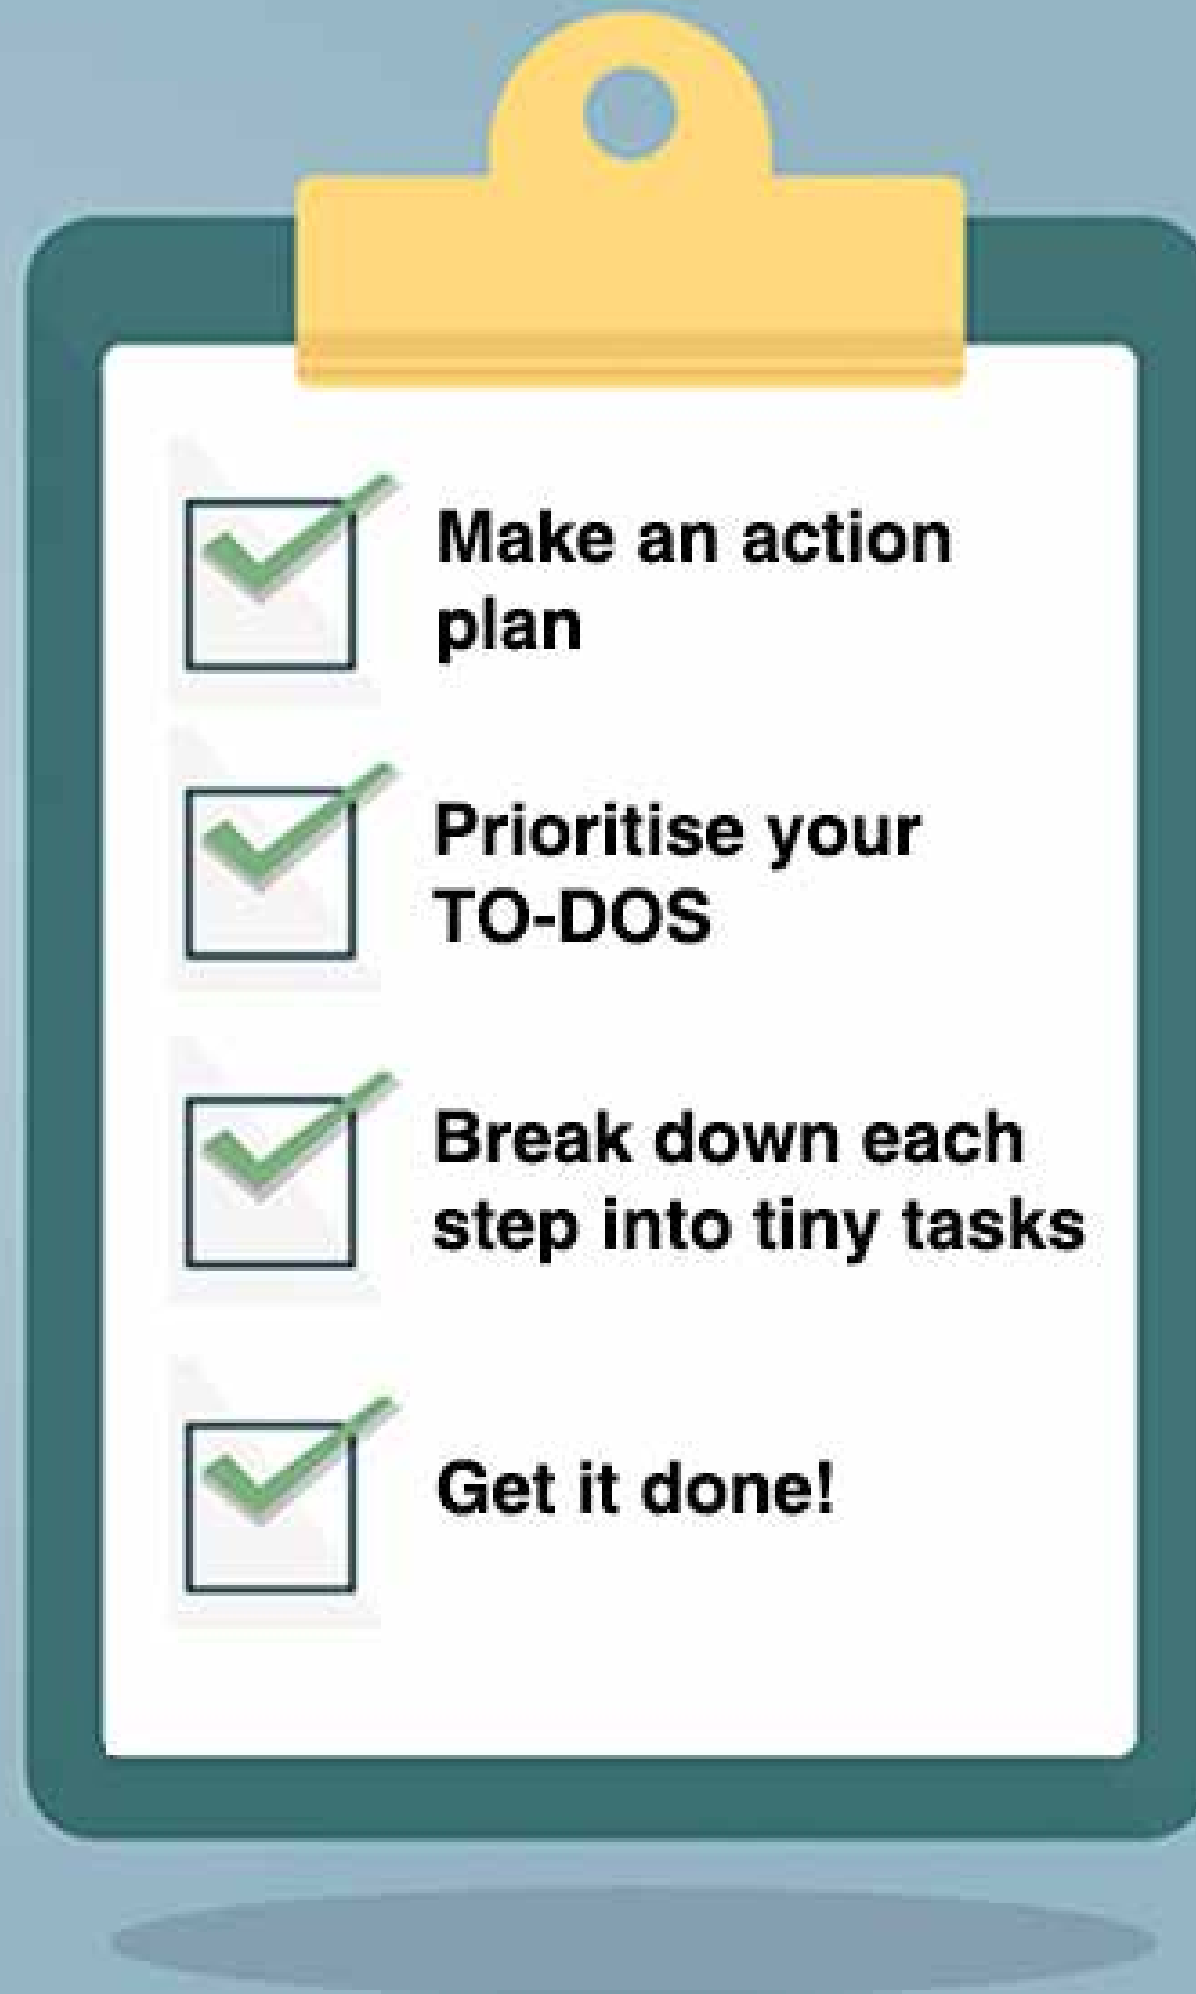 Make an action
plan
Prioritise your
TO-DOS
Break down each
step into tiny tasks
Get it done!